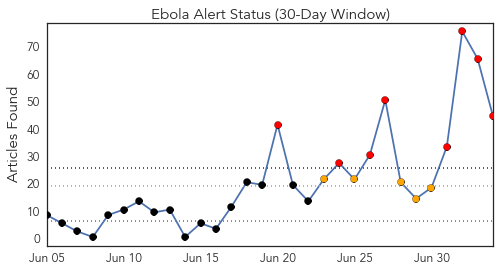 Ebola Alert Status (30-Day Window)
Articles Found
70
60
50
40
30
20
10
0
Jun 05
Jun 10
Jun 15
Jun 20
Jun 25
Jun 30